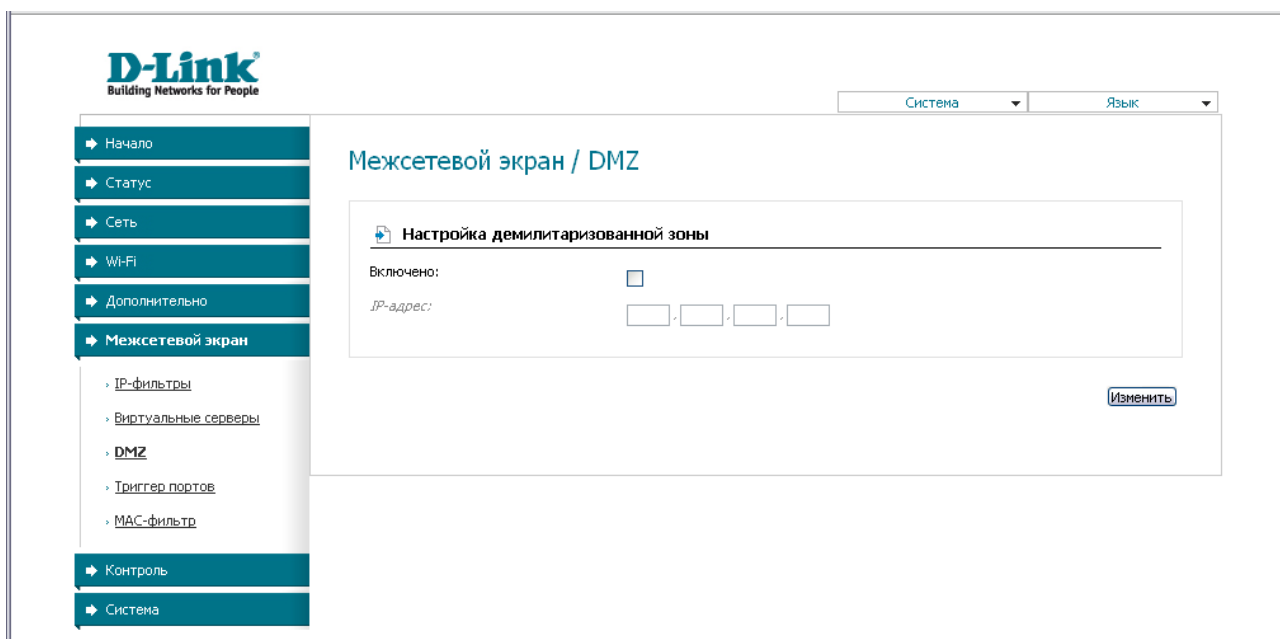 D-Link
Building Networks for People
Система
Язык
Начало
Статус
Сеть
Wi-Fi
Дополнительно
Межсетевой экран
IP-фильтры
Виртуальные серверы
DMZ
Триггер портов
MAC-фильтр
Контроль
Система
Межсетевой экран / DMZ
Настройка демилитаризованной зоны
Включено:
IP-адрес:
Изменить